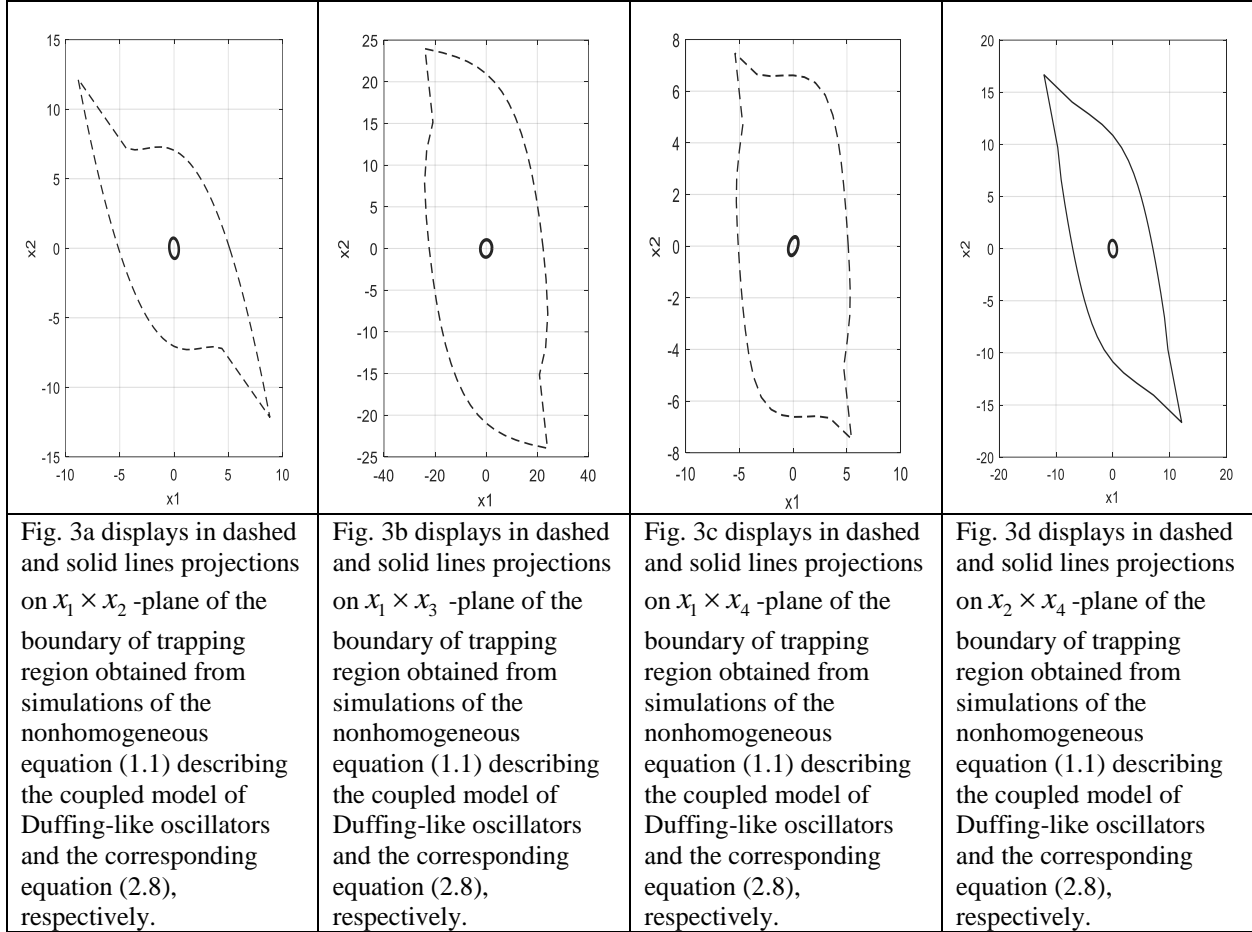 15
10
5
0
-5
-10
-15
-10
-5
0
5
10
x2
x1
25
20
15
10
5
0
-5
-10
-15
-20
-25
-40
-20
0
20
40
x2
x1
8
6
4
2
0
-2
-4
-6
-8
-10
-5
0
5
10
x2
x1
20
15
10
5
0
-5
-10
-15
-20
-20
-10
0
10
20
x2
x1
Fig. 3a displays in dashed
and solid lines projections
on x₁ × x₂ -plane of the
boundary of trapping
region obtained from
simulations of the
nonhomogeneous
equation (1.1) describing
the coupled model of
Duffing-like oscillators
and the corresponding
equation (2.8),
respectively.
Fig. 3b displays in dashed
and solid lines projections
on x₁ × x₃ -plane of the
boundary of trapping
region obtained from
simulations of the
nonhomogeneous
equation (1.1) describing
the coupled model of
Duffing-like oscillators
and the corresponding
equation (2.8),
respectively.
Fig. 3c displays in dashed
and solid lines projections
on x₁ × x₄ -plane of the
boundary of trapping
region obtained from
simulations of the
nonhomogeneous
equation (1.1) describing
the coupled model of
Duffing-like oscillators
and the corresponding
equation (2.8),
respectively.
Fig. 3d displays in dashed
and solid lines projections
on x₂ × x₄ -plane of the
boundary of trapping
region obtained from
simulations of the
nonhomogeneous
equation (1.1) describing
the coupled model of
Duffing-like oscillators
and the corresponding
equation (2.8),
respectively.